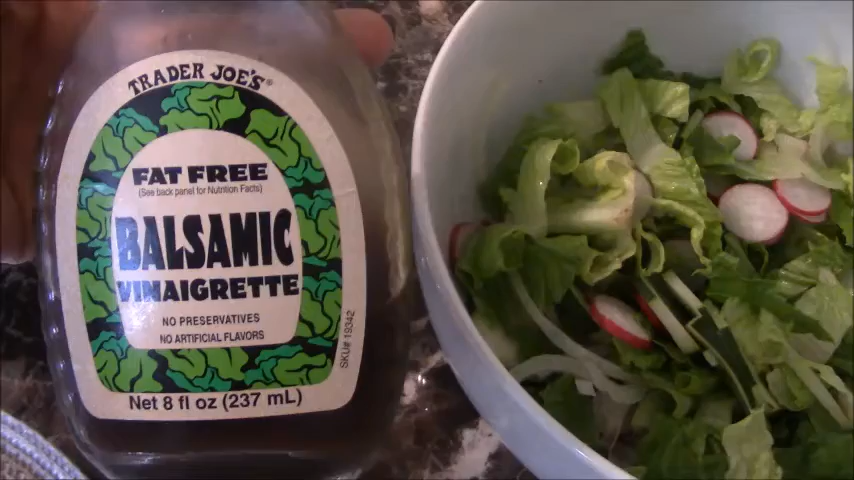 TRADER JOE'S®
FAT FREE
(See back panel for Nutrition Facts)
BALSAMIC
VINAIGRETTE
NO PRESERVATIVES
NO ARTIFICIAL FLAVORS
SKU# 19342
Net 8 fl oz (237 mL)